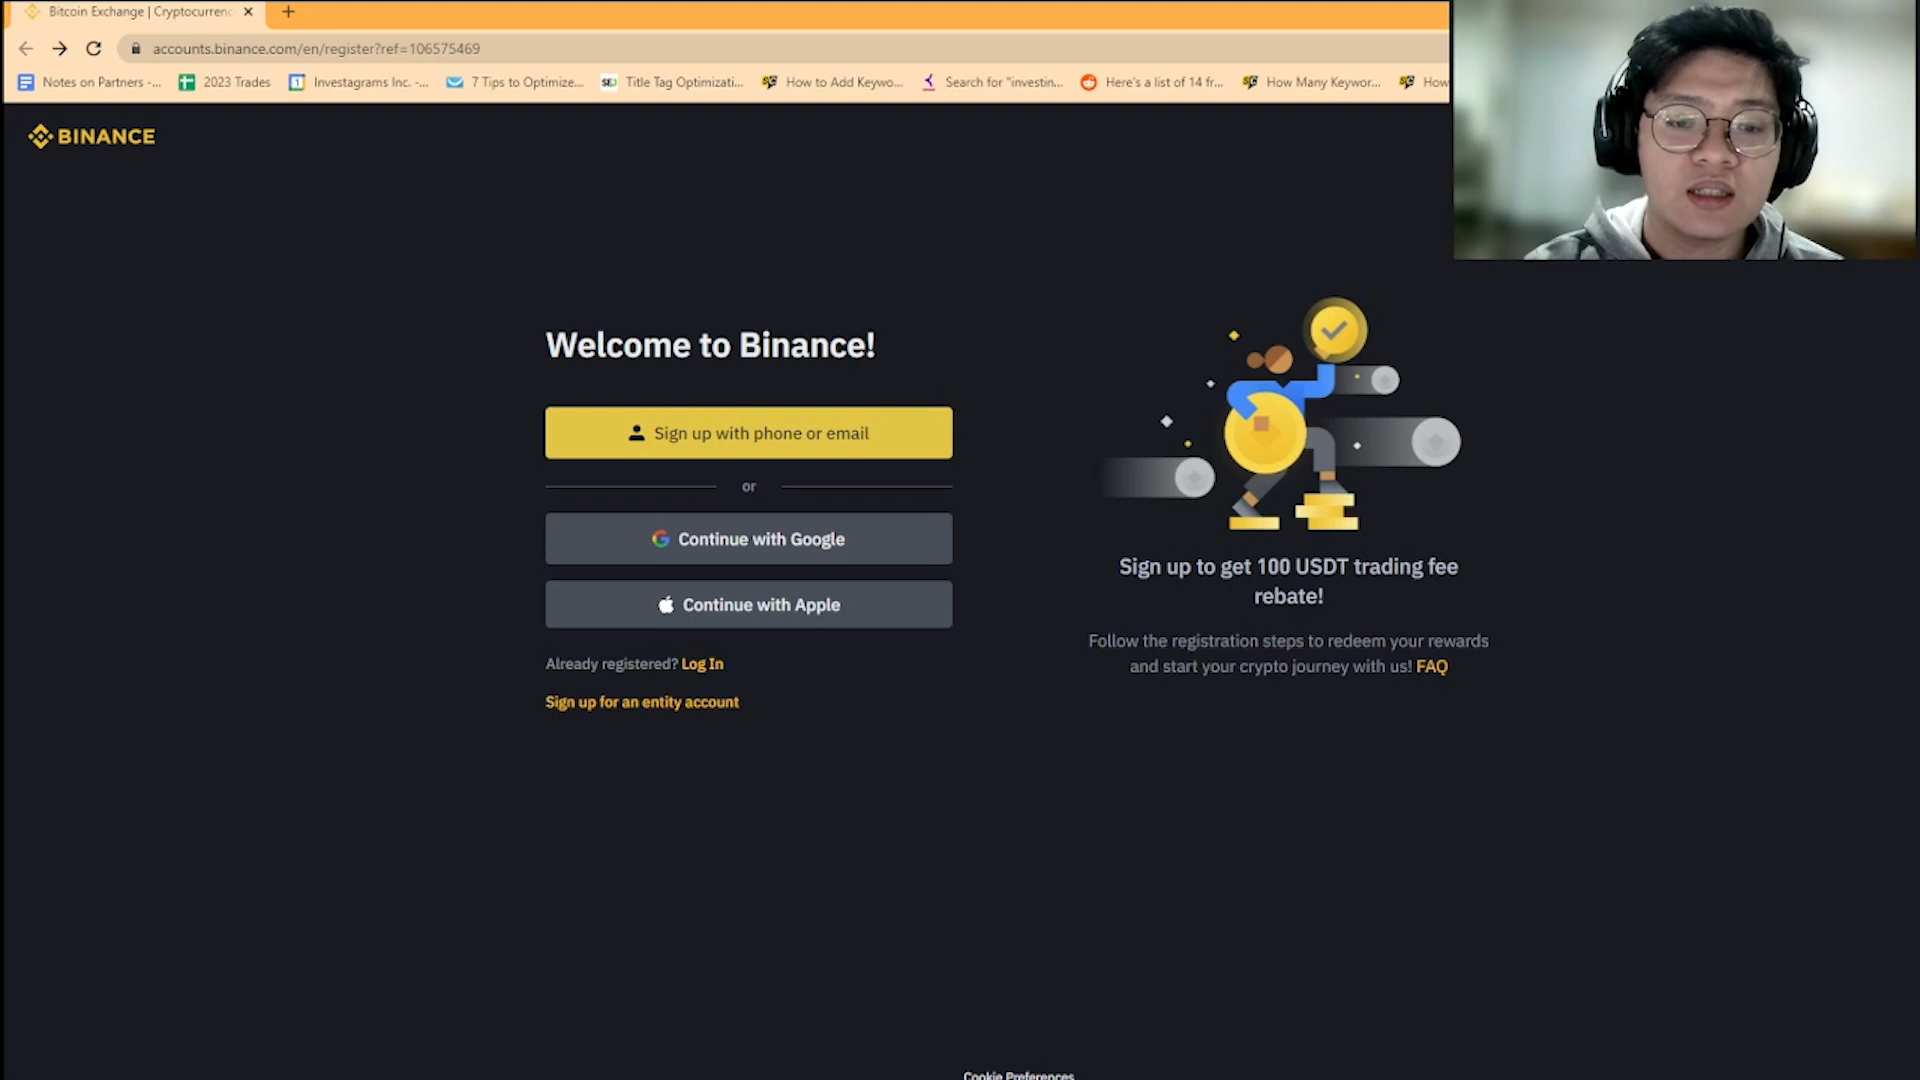 Bitcoin Exchange | Cryptocurrenc
accounts.binance.com/en/register?ref=106575469
Notes on Partners -... 2023 Trades Investagrams Inc. -... 7 Tips to Optimize... Title Tag Optimizati... How to Add Keywo... Search for "investin... Here's a list of 14 fr... How Many Keywor... How
BINANCE
Welcome to Binance!
Sign up with phone or email
or
Continue with Google
Continue with Apple
Already registered? Log In
Sign up for an entity account
Sign up to get 100 USDT trading fee
rebate!
Follow the registration steps to redeem your rewards
and start your crypto journey with us! FAQ
Cookie Preferences